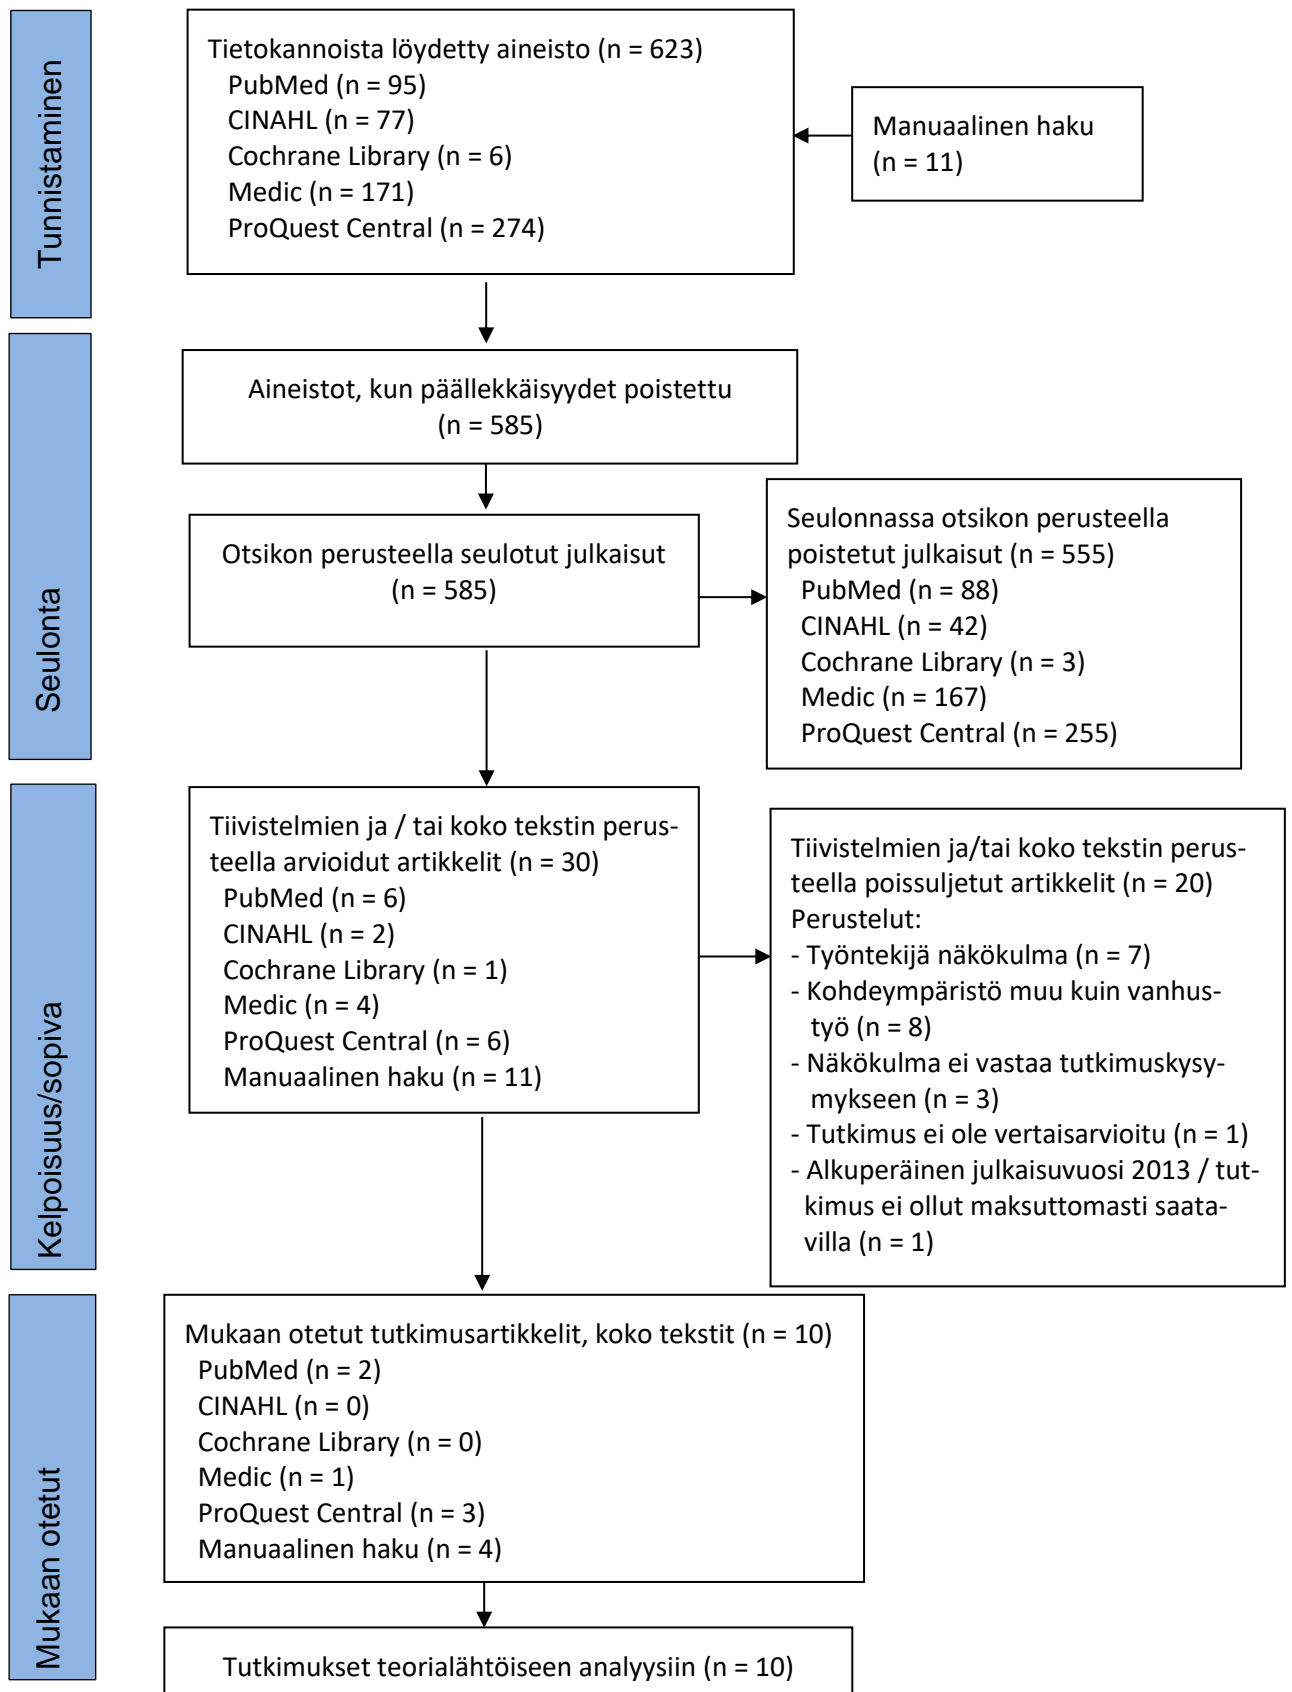 Tunnistaminen
Tietokannoista löydetty aineisto (n = 623)
PubMed (n = 95)
CINAHL (n = 77)
Cochrane Library (n = 6)
Medic (n = 171)
ProQuest Central (n = 274)
Manuaalinen haku
(n = 11)
Seulonta
Aineistot, kun päällekkäisyydet poistettu
(n = 585)
Otsikon perusteella seulotut julkaisut
(n = 585)
Seulonnassa otsikon perusteella
poistetut julkaisut (n = 555)
PubMed (n = 88)
CINAHL (n = 42)
Cochrane Library (n = 3)
Medic (n = 167)
ProQuest Central (n = 255)
Kelpoisuus/sopiva
Tiivistelmien ja / tai koko tekstin perus-
teella arvioidut artikkelit (n = 30)
PubMed (n = 6)
CINAHL (n = 2)
Cochrane Library (n = 1)
Medic (n = 4)
ProQuest Central (n = 6)
Manuaalinen haku (n = 11)
Tiivistelmien ja/tai koko tekstin perus-
teella poissuljetut artikkelit (n = 20)
Perustelut:
- Työntekijä näkökulma (n = 7)
- Kohdeympäristö muu kuin vanhus-
työ (n = 8)
- Näkökulma ei vastaa tutkimuskysy-
mykseen (n = 3)
- Tutkimus ei ole vertaisarvioitu (n = 1)
- Alkuperäinen julkaisuvuosi 2013 / tut-
kimus ei ollut maksuttomasti saata-
villa (n = 1)
Mukaan otetut
Mukaan otetut tutkimusartikkelit, koko tekstit (n = 10)
PubMed (n = 2)
CINAHL (n = 0)
Cochrane Library (n = 0)
Medic (n = 1)
ProQuest Central (n = 3)
Manuaalinen haku (n = 4)
Tutkimukset teorialähtöiseen analyysiin (n = 10)